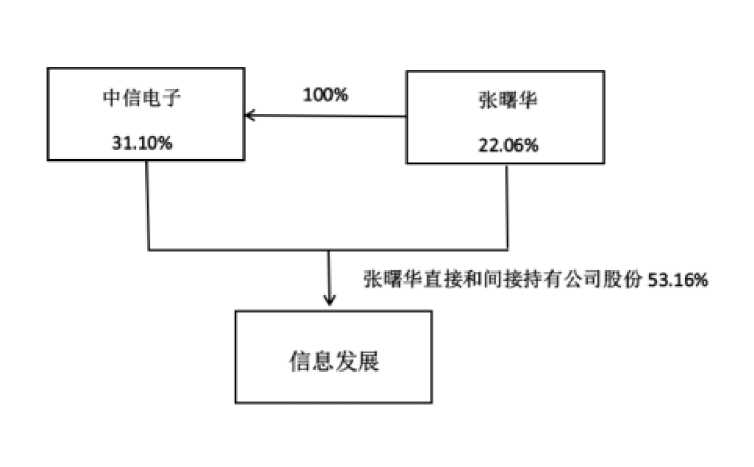 中信电子
31.10%
100%
张曙华
22.06%
张曙华直接和间接持有公司股份 53.16%
信息发展